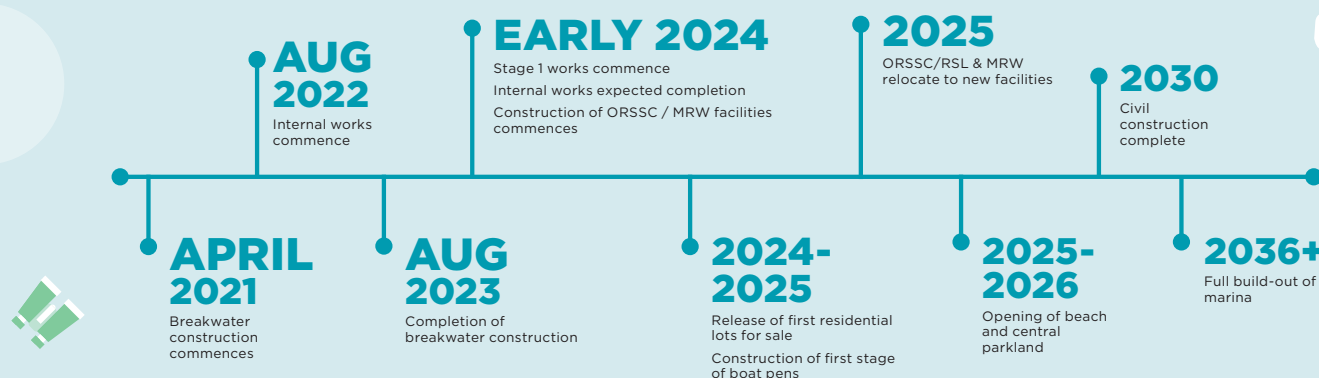 AUG
2022
Internal works
commence
EARLY 2024
Stage 1 works commence
Internal works expected completion
Construction of ORSSC / MRW facilities
commences
2025
ORSSC/RSL & MRW
relocate to new facilities
2030
Civil
construction
complete
APRIL
2021
Breakwater
construction
commences
AUG
2023
Completion of
breakwater construction
2024-
2025
Release of first residential
lots for sale
Construction of first stage
of boat pens
2025-
2026
Opening of beach
and central
parkland
2036+
Full build-out of
marina